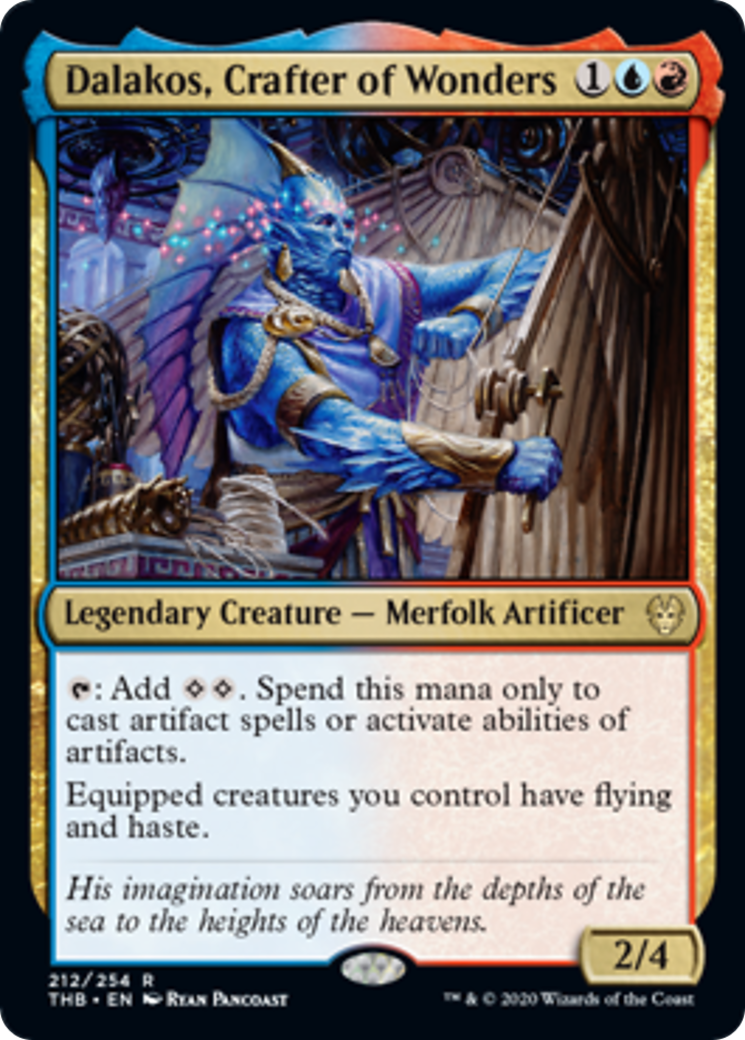 Dalakos, Crafter of Wonders 1
Legendary Creature — Merfolk Artificer
: Add . Spend this mana only to
cast artifact spells or activate abilities of
artifacts.
Equipped creatures you control have flying
and haste.
His imagination soars from the depths of the
sea to the heights of the heavens.
2/4
212/254 R
THB • EN Ryan Pancoast
™ & © 2020 Wizards of the Coast